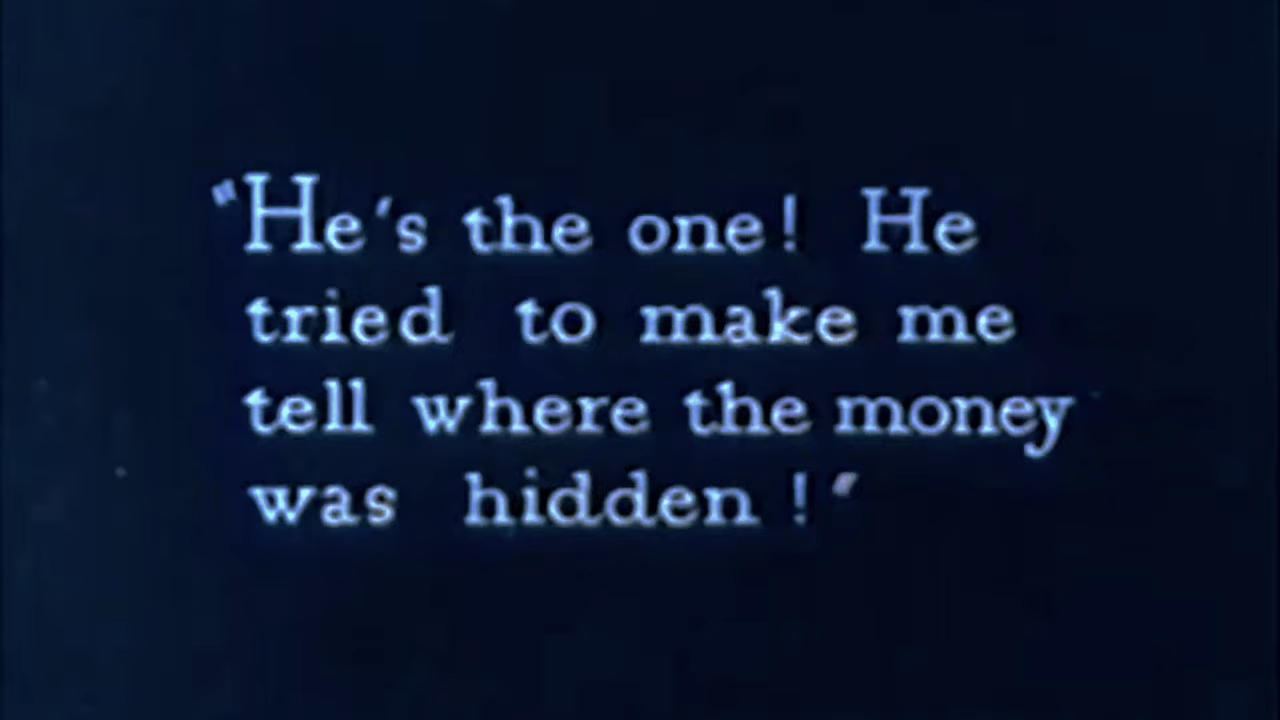 "He's the one! He
tried to make me
tell where the money
was hidden!"